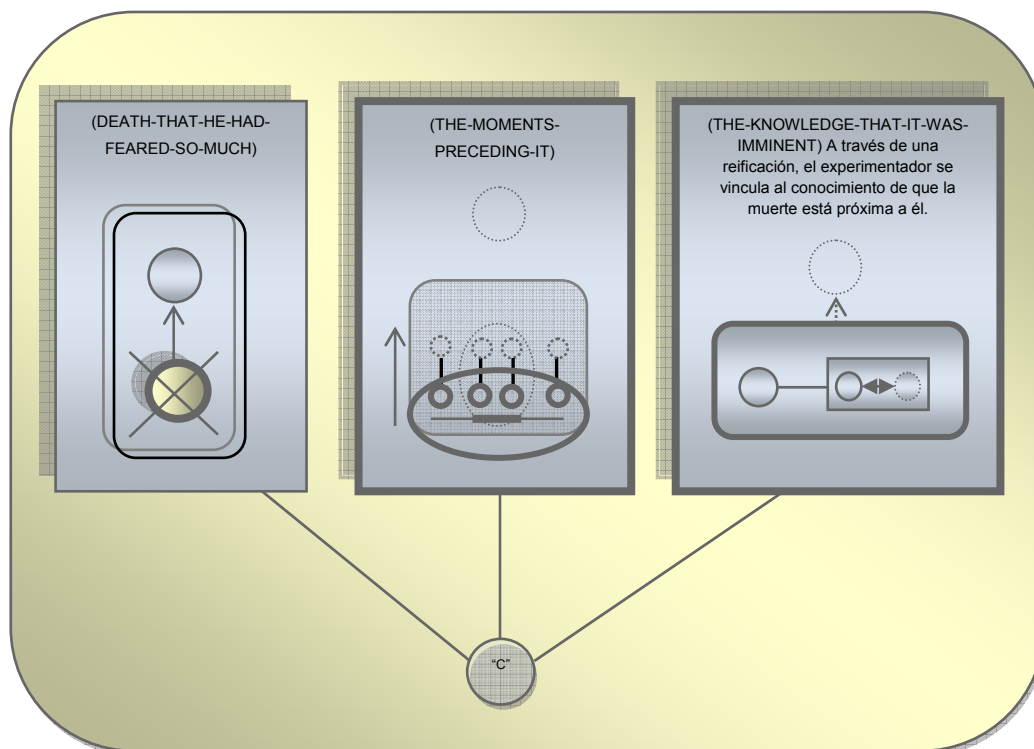 (DEATH-THAT-HE-HAD-
FEARED-SO-MUCH)
(THE-MOMENTS-
PRECEDING-IT)
(THE-KNOWLEDGE-THAT-IT-WAS-
IMMINENT) A través de una
reificación, el experimentador se
vincula al conocimiento de que la
muerte está próxima a él.
“C”